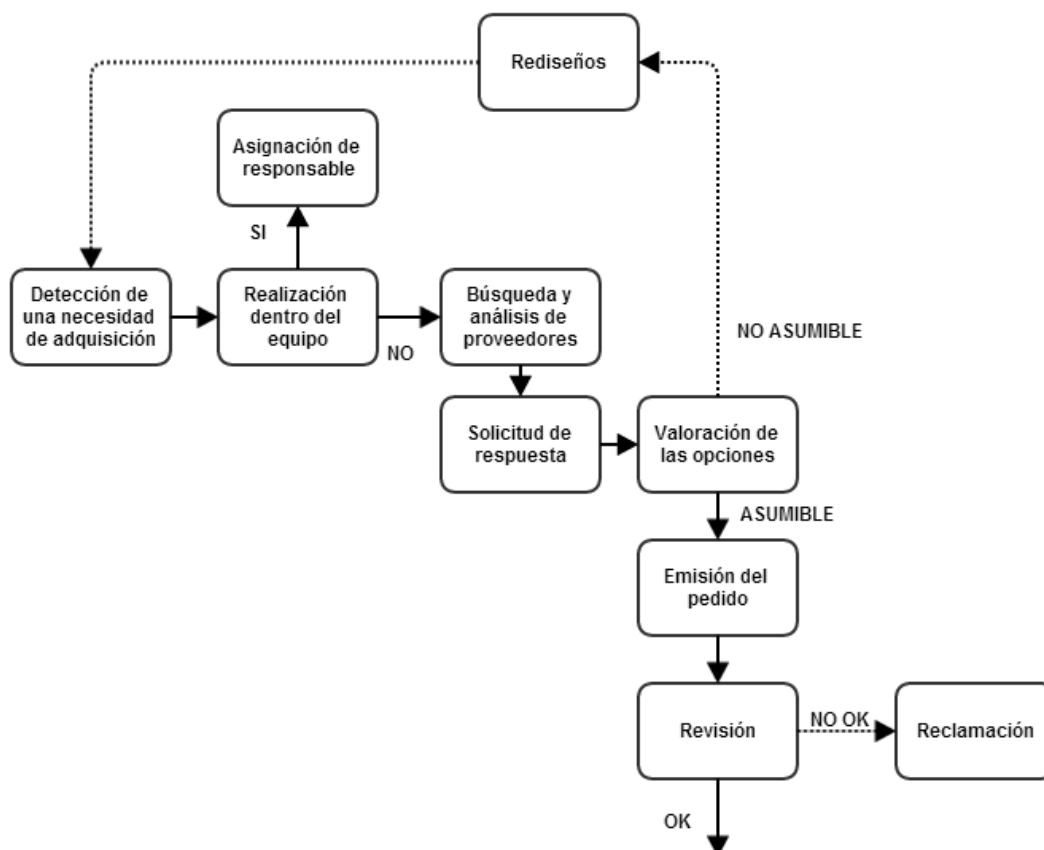 Rediseños
Asignación de
responsable
SI
Detección de
una necesidad
de adquisición
Realización
dentro del
equipo
NO
Búsqueda y
análisis de
proveedores
NO ASUMIBLE
Solicitud de
respuesta
Valoración de
las opciones
ASUMIBLE
Emisión del
pedido
Revisión
NO OK
Reclamación
OK